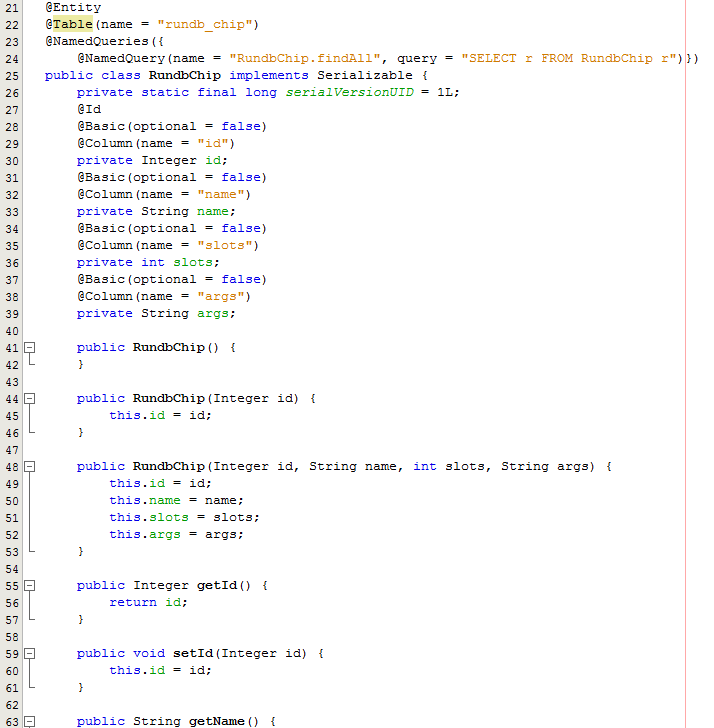 21 @Entity
22 @Table(name = "rundb_chip")
23 @NamedQueries({
24     @NamedQuery(name = "RundbChip.findAll", query = "SELECT r FROM RundbChip r")})
25 public class RundbChip implements Serializable {
26     private static final long serialVersionUID = 1L;
27     @Id
28     @Basic(optional = false)
29     @Column(name = "id")
30     private Integer id;
31     @Basic(optional = false)
32     @Column(name = "name")
33     private String name;
34     @Basic(optional = false)
35     @Column(name = "slots")
36     private int slots;
37     @Basic(optional = false)
38     @Column(name = "args")
39     private String args;
40
41     public RundbChip() {
42     }
43
44     public RundbChip(Integer id) {
45         this.id = id;
46     }
47
48     public RundbChip(Integer id, String name, int slots, String args) {
49         this.id = id;
50         this.name = name;
51         this.slots = slots;
52         this.args = args;
53     }
54
55     public Integer getId() {
56         return id;
57     }
58
59     public void setId(Integer id) {
60         this.id = id;
61     }
62
63     public String getName() {